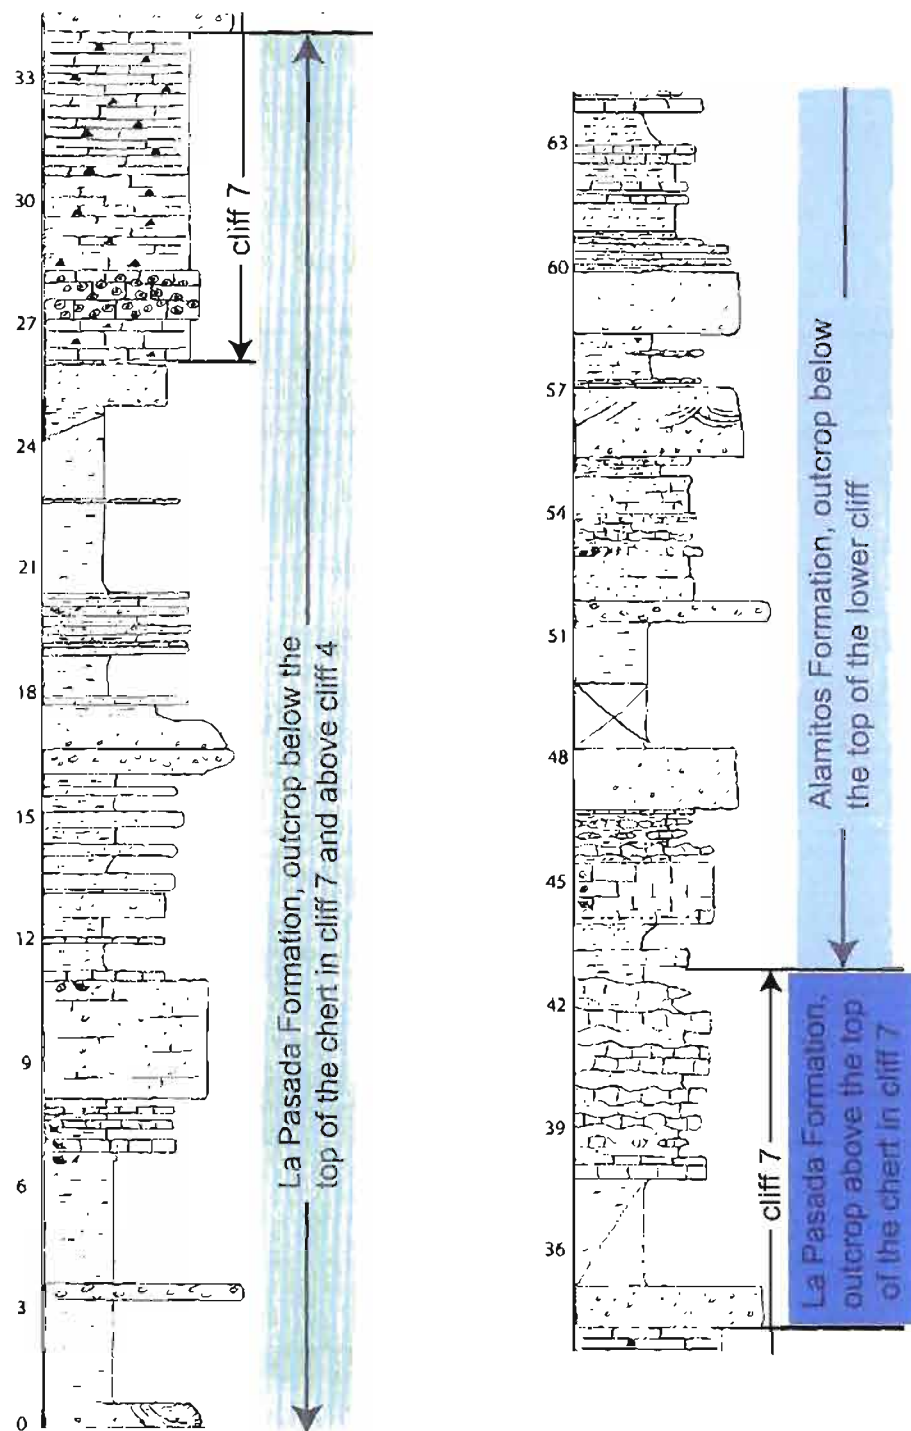 33
30
27
24
21
18
15
12
9
6
3
0
cliff 7
La Pasada Formation, outcrop below the
top of the chert in cliff 7 and above cliff 4
63
60
57
54
51
48
45
42
39
36
Alamitos Formation, outcrop below
the top of the lower cliff
cliff 7
La Pasada Formation,
outcrop above the top
of the chert in cliff 7